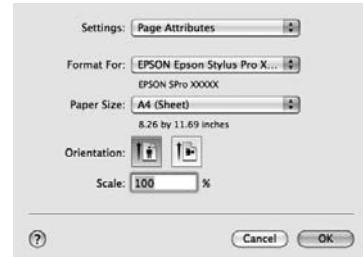 Settings: Page Attributes
Format For: EPSON Epson Stylus Pro X...
EPSON SPro XXXXX
Paper Size: A4 (Sheet)
8.26 by 11.69 inches
Orientation:
Scale: 100 %
? Cancel OK